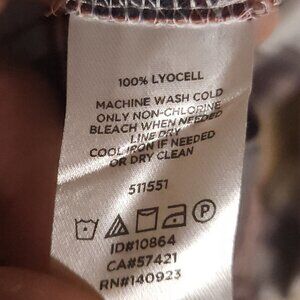 100% LYOCELL
MACHINE WASH COLD
ONLY NON-CHLORINE
BLEACH WHEN NEEDED
LINE DRY
COOL IRON IF NEEDED
OR DRY CLEAN
511551
P
ID#10864
CA#57421
RN#140923